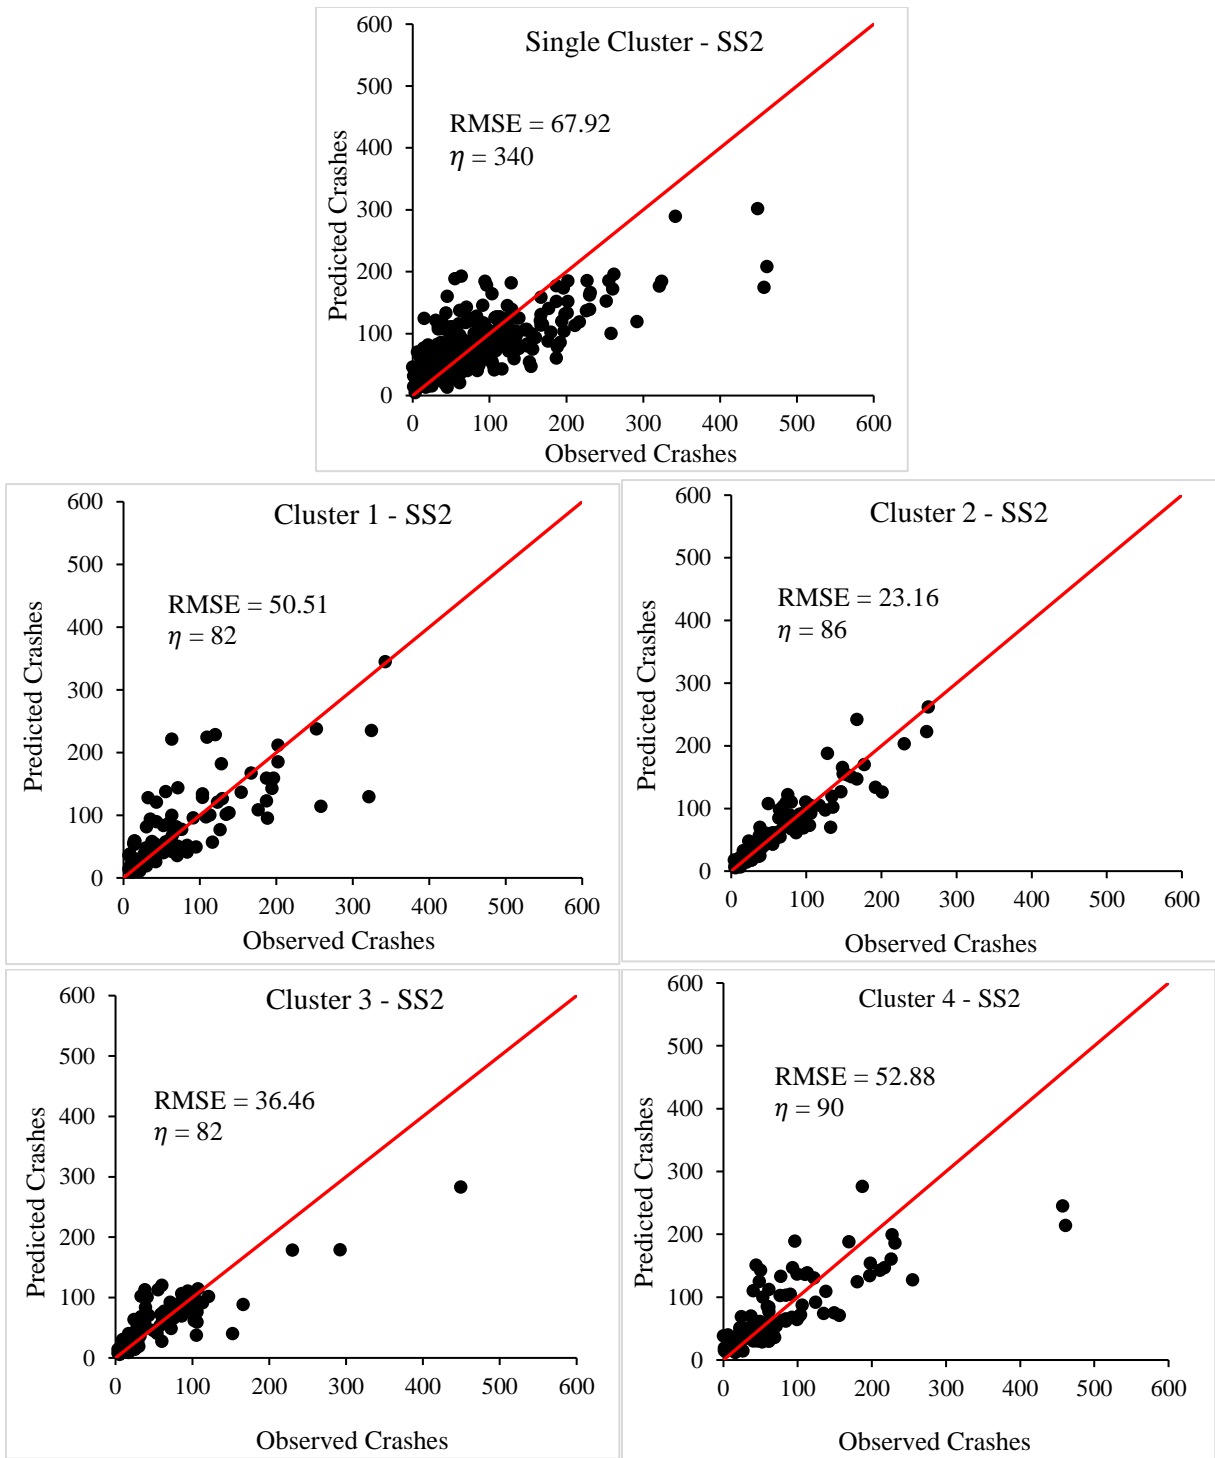 Single Cluster - SS2
RMSE = 67.92
η = 340
Predicted Crashes
600
500
400
300
200
100
0
0 100 200 300 400 500 600
Observed Crashes
Cluster 1 - SS2
RMSE = 50.51
η = 82
Predicted Crashes
600
500
400
300
200
100
0
0 100 200 300 400 500 600
Observed Crashes
Cluster 2 - SS2
RMSE = 23.16
η = 86
Predicted Crashes
600
500
400
300
200
100
0
0 100 200 300 400 500 600
Observed Crashes
Cluster 3 - SS2
RMSE = 36.46
η = 82
Predicted Crashes
600
500
400
300
200
100
0
0 100 200 300 400 500 600
Observed Crashes
Cluster 4 - SS2
RMSE = 52.88
η = 90
Predicted Crashes
600
500
400
300
200
100
0
0 100 200 300 400 500 600
Observed Crashes